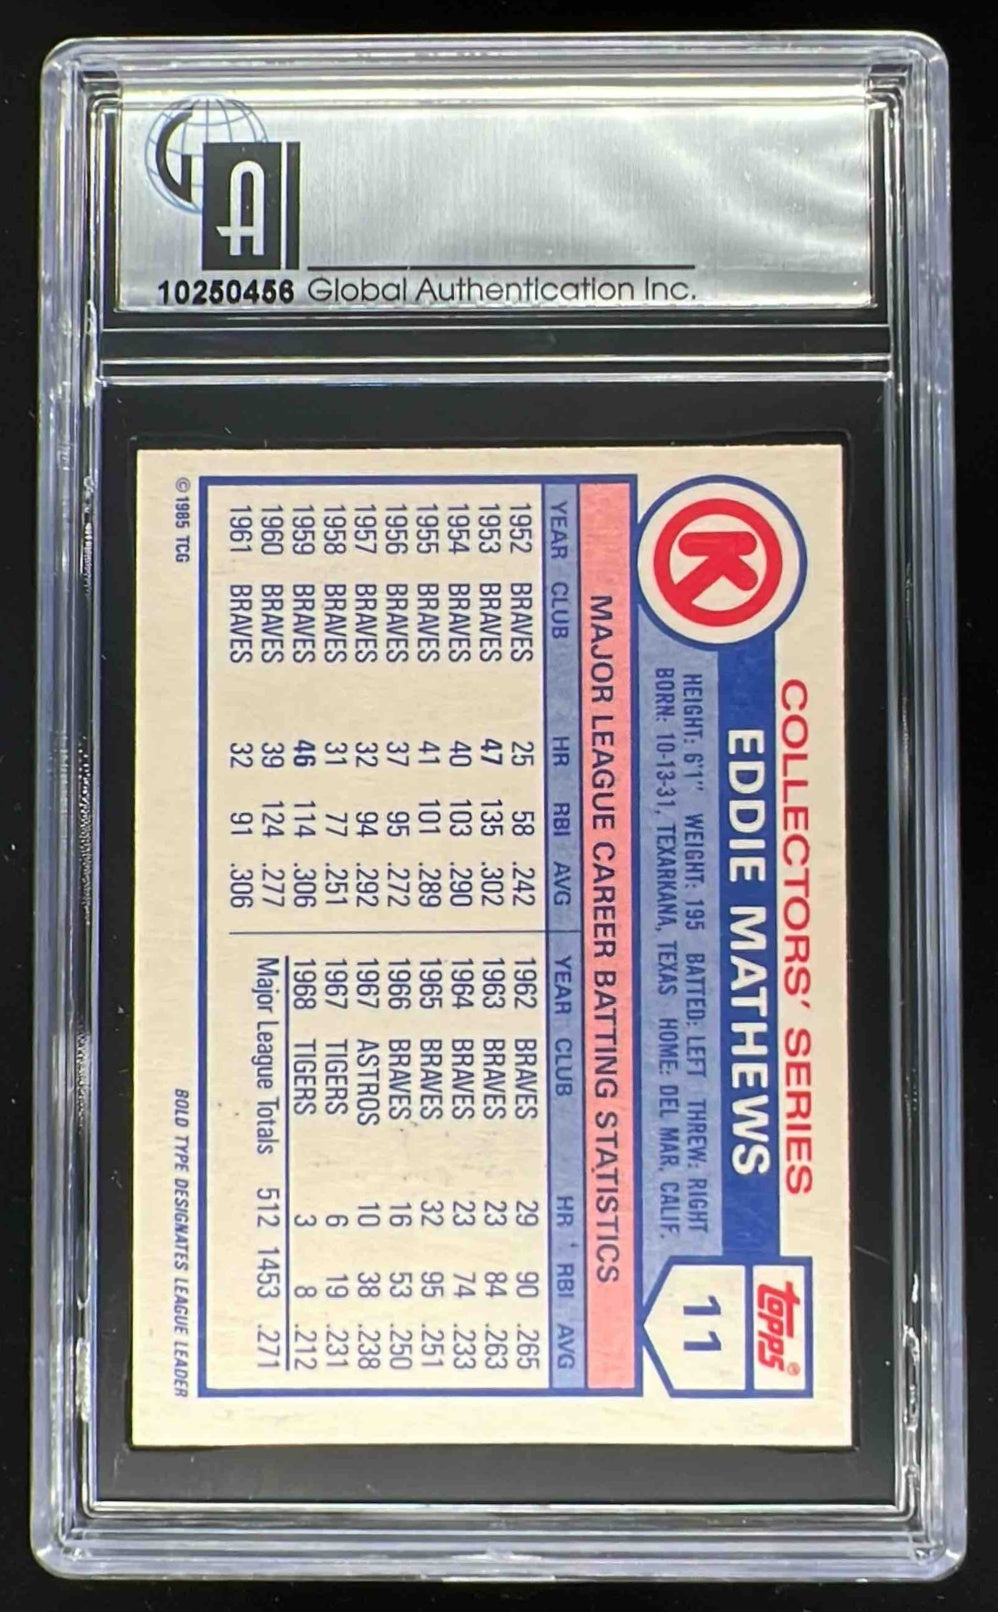 10250456 Global Authentication Inc.
COLLECTORS' SERIES
topps®
K
EDDIE MATHEWS
11
HEIGHT: 6'1" WEIGHT: 195 BATTED: LEFT THREW: RIGHT
BORN: 10-13-31, TEXARKANA, TEXAS HOME: DEL MAR, CALIF.
MAJOR LEAGUE CAREER BATTING STATISTICS
YEAR CLUB HR RBI AVG
1952 BRAVES 25 58 .242
1953 BRAVES 47 135 .302
1954 BRAVES 40 103 .290
1955 BRAVES 41 101 .289
1956 BRAVES 37 95 .272
1957 BRAVES 32 94 .292
1958 BRAVES 31 77 .251
1959 BRAVES 46 114 .306
1960 BRAVES 39 124 .277
1961 BRAVES 32 91 .306
YEAR CLUB HR RBI AVG
1962 BRAVES 29 90 .265
1963 BRAVES 23 84 .263
1964 BRAVES 23 74 .233
1965 BRAVES 32 95 .251
1966 BRAVES 16 53 .250
1967 ASTROS 10 38 .238
1967 TIGERS 6 19 .231
1968 TIGERS 3 8 .212
Major League Totals 512 1453 .271
© 1985 TCG
BOLD TYPE DESIGNATES LEAGUE LEADER